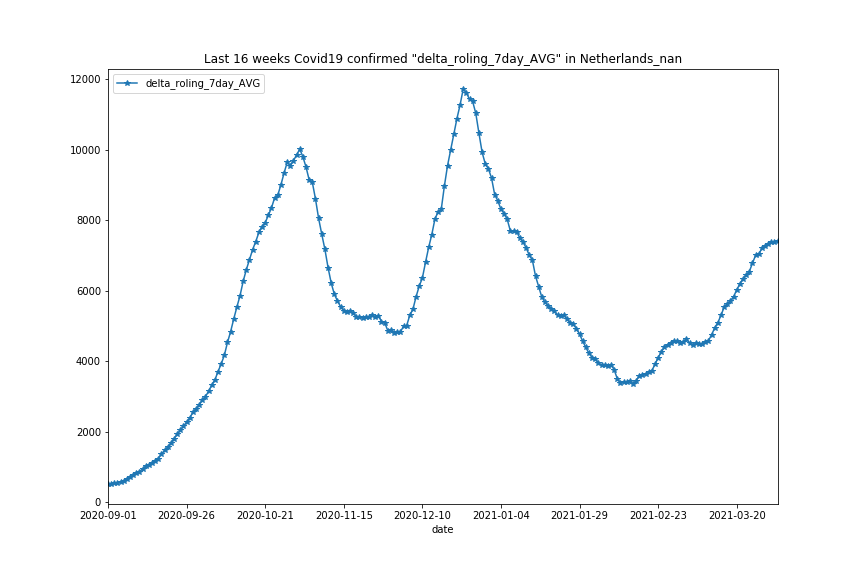 Last 16 weeks Covid19 confirmed "delta_roling_7day_AVG" in Netherlands_nan
delta_roling_7day_AVG
12000
10000
8000
6000
4000
2000
0
2020-09-01 2020-09-26 2020-10-21 2020-11-15 2020-12-10 2021-01-04 2021-01-29 2021-02-23 2021-03-20
date